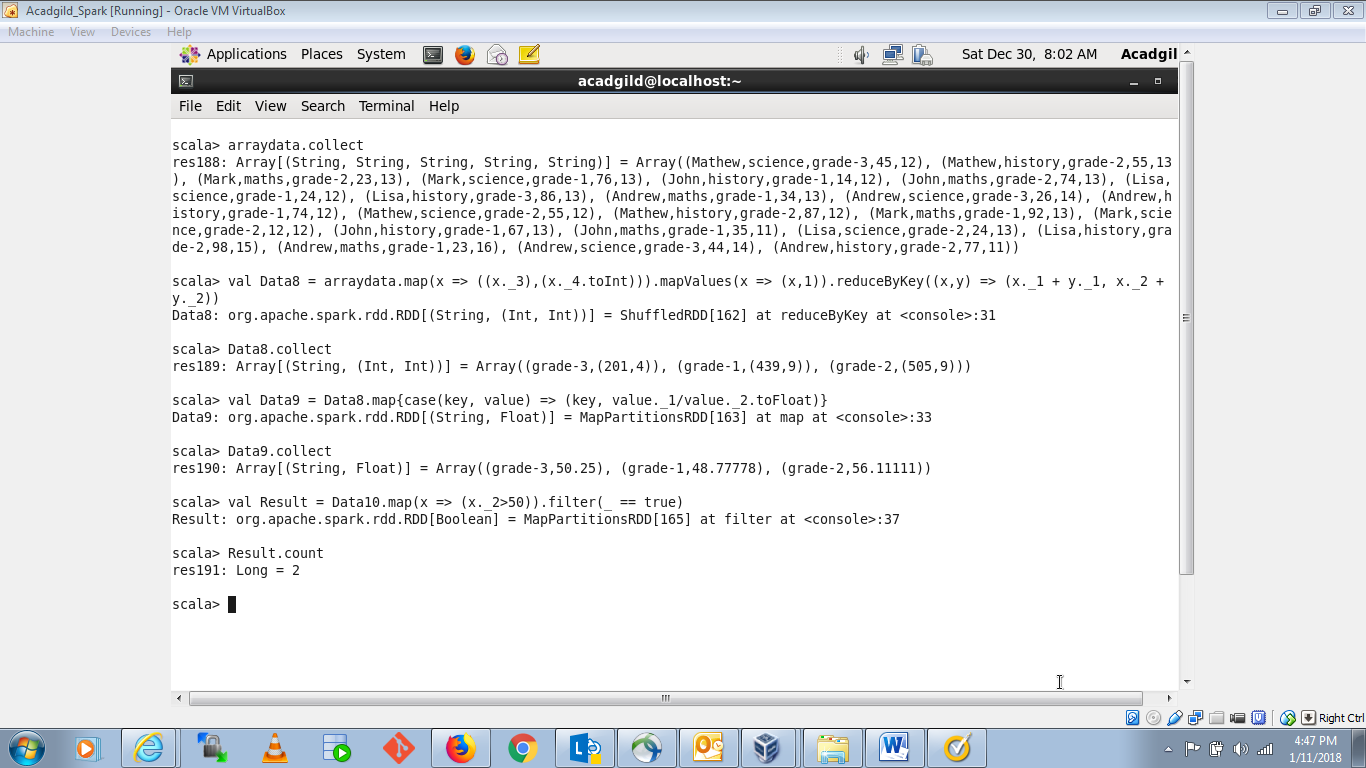 Acadgild_Spark [Running] - Oracle VM VirtualBox
Machine View Devices Help
Applications Places System Sat Dec 30, 8:02 AM Acadgil
acadgild@localhost:~
File Edit View Search Terminal Help
scala> arraydata.collect
res188: Array[(String, String, String, String, String)] = Array((Mathew,science,grade-3,45,12), (Mathew,history,grade-2,55,13
), (Mark,maths,grade-2,23,13), (Mark,science,grade-1,76,13), (John,history,grade-1,14,12), (John,maths,grade-2,74,13), (Lisa,
science,grade-1,24,12), (Lisa,history,grade-3,86,13), (Andrew,maths,grade-1,34,13), (Andrew,science,grade-3,26,14), (Andrew,h
istory,grade-1,74,12), (Mathew,science,grade-2,55,12), (Mathew,history,grade-2,87,12), (Mark,maths,grade-1,92,13), (Mark,scie
nce,grade-2,12,12), (John,history,grade-1,67,13), (John,maths,grade-1,35,11), (Lisa,science,grade-2,24,13), (Lisa,history,gra
de-2,98,15), (Andrew,maths,grade-1,23,16), (Andrew,science,grade-3,44,14), (Andrew,history,grade-2,77,11))
scala> val Data8 = arraydata.map(x => ((x._3),(x._4.toInt))).mapValues(x => (x,1)).reduceByKey((x,y) => (x._1 + y._1, x._2 +
y._2))
Data8: org.apache.spark.rdd.RDD[(String, (Int, Int))] = ShuffledRDD[162] at reduceByKey at <console>:31
scala> Data8.collect
res189: Array[(String, (Int, Int))] = Array((grade-3,(201,4)), (grade-1,(439,9)), (grade-2,(505,9)))
scala> val Data9 = Data8.map{case(key, value) => (key, value._1/value._2.toFloat)}
Data9: org.apache.spark.rdd.RDD[(String, Float)] = MapPartitionsRDD[163] at map at <console>:33
scala> Data9.collect
res190: Array[(String, Float)] = Array((grade-3,50.25), (grade-1,48.77778), (grade-2,56.11111))
scala> val Result = Data10.map(x => (x._2>50)).filter(_ == true)
Result: org.apache.spark.rdd.RDD[Boolean] = MapPartitionsRDD[165] at filter at <console>:37
scala> Result.count
res191: Long = 2
scala>
Right Ctrl
4:47 PM
1/11/2018